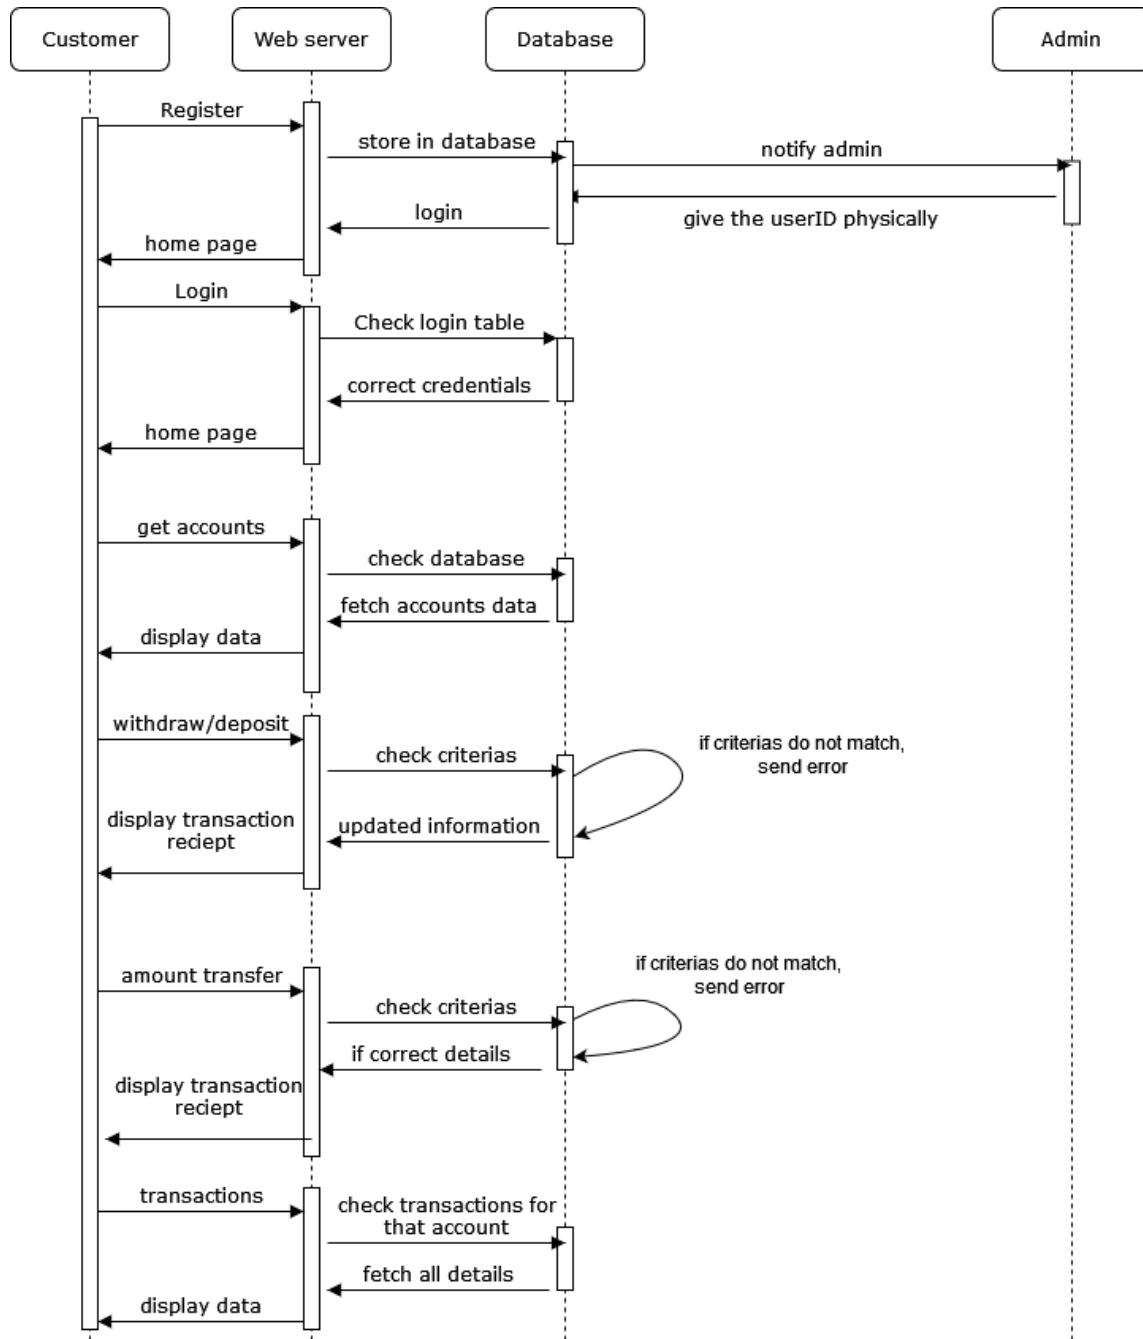 Customer
Web server
Database
Admin
Register
store in database
notify admin
give the userID physically
login
home page
Login
Check login table
correct credentials
home page
get accounts
check database
fetch accounts data
display data
withdraw/deposit
check criterias
if criterias do not match,
send error
display transaction
reciept
updated information
amount transfer
check criterias
if criterias do not match,
send error
if correct details
display transaction
reciept
transactions
check transactions for
that account
fetch all details
display data